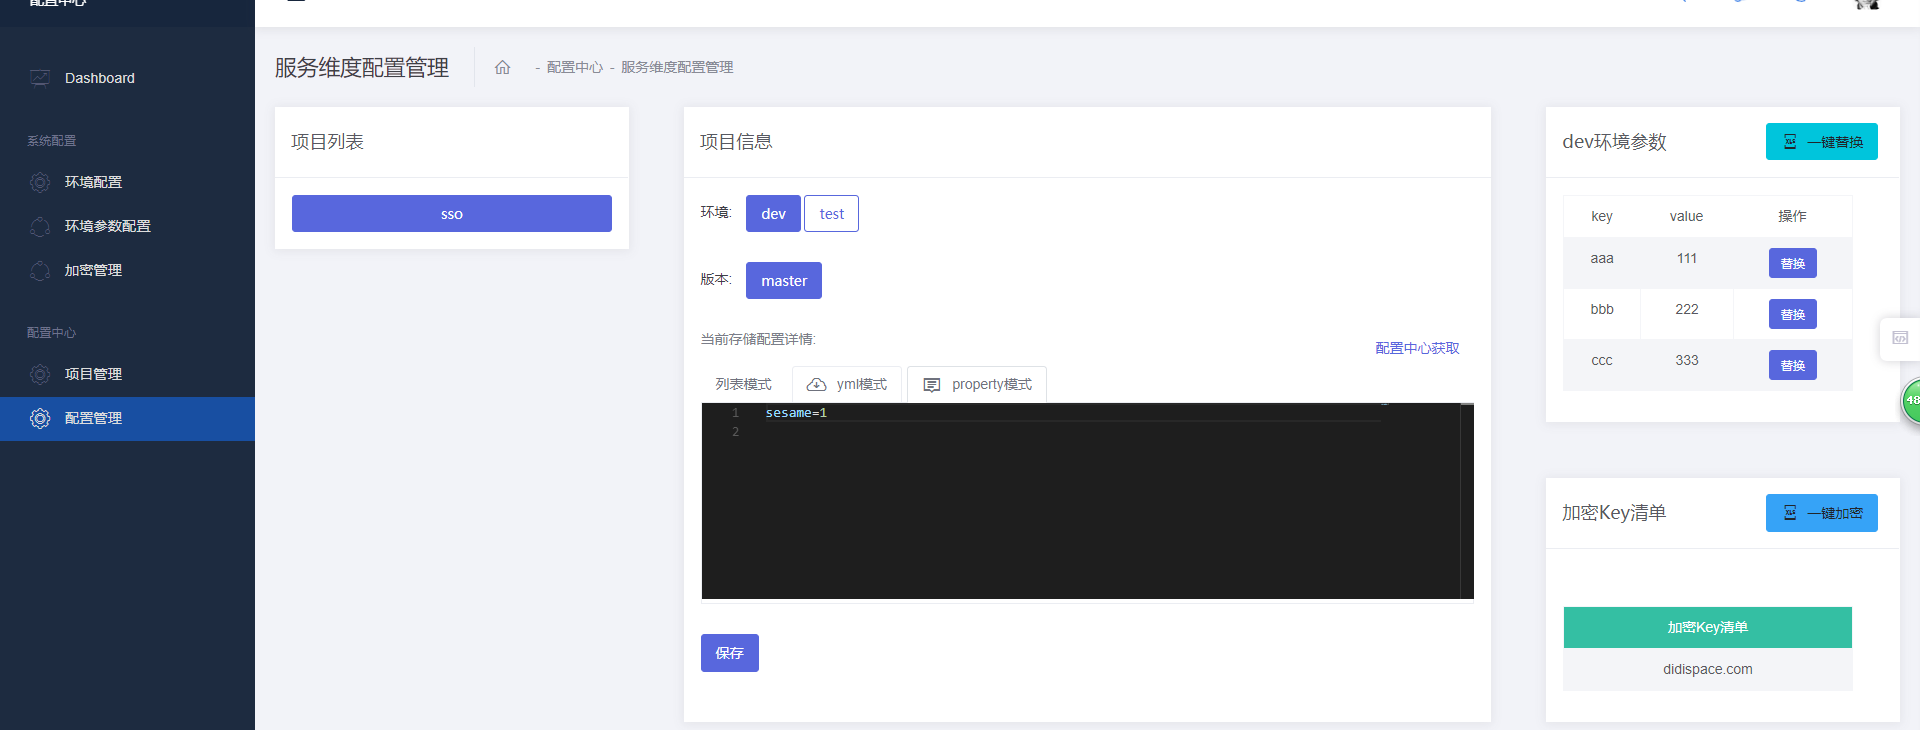 配置中心
Dashboard
系统配置
环境配置
环境参数配置
加密管理
配置中心
项目管理
配置管理
服务维度配置管理
- 配置中心 - 服务维度配置管理
项目列表
sso
项目信息
环境: dev test
版本: master
当前存储配置详情:
配置中心获取
列表模式 yml模式 property模式
1 sesame=1
2
保存
dev环境参数 一键替换
key value 操作
aaa 111 替换
bbb 222 替换
ccc 333 替换
48
加密Key清单 一键加密
加密Key清单
didispace.com